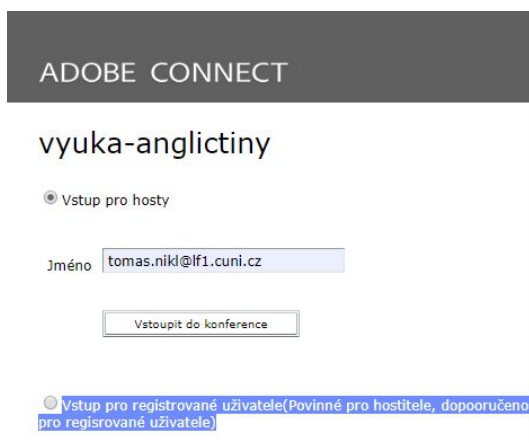 ADOBE CONNECT
vyuka-anglictiny
Vstup pro hosty
Jméno tomas.nikl@lf1.cuni.cz
Vstoupit do konference
Vstup pro registrované uživatele(Povinné pro hostitele, dopooručeno
pro regisrované uživatele)